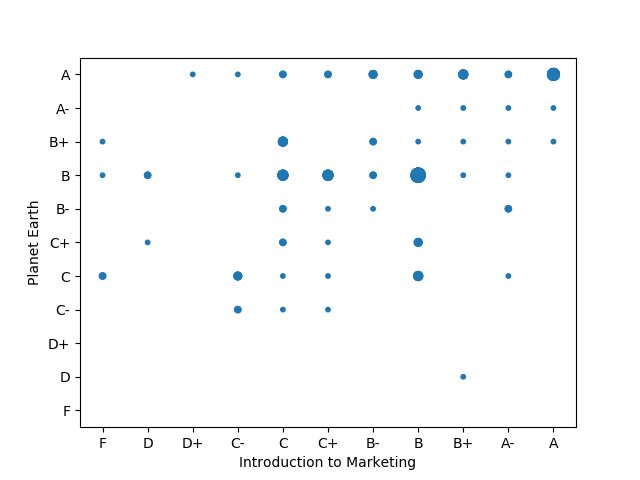 A
A-
B+
B
B-
C+
C
C-
D+
D
F
Planet Earth
F D D+ C- C C+ B- B B+ A- A
Introduction to Marketing